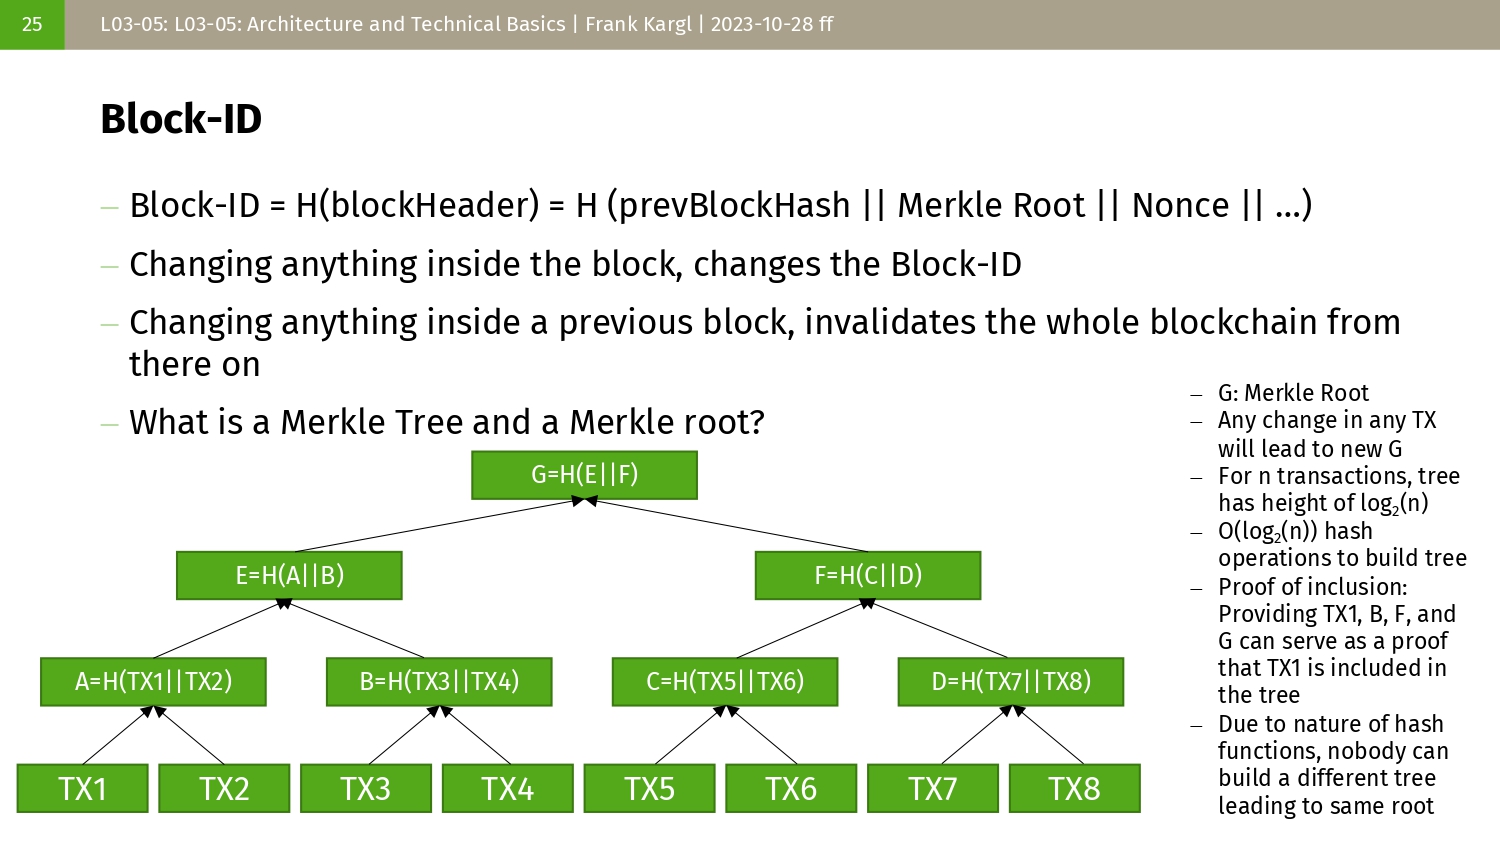 25
L03-05: L03-05: Architecture and Technical Basics | Frank Kargl | 2023-10-28 ff
Block-ID
– Block-ID = H(blockHeader) = H (prevBlockHash || Merkle Root || Nonce || ...)
– Changing anything inside the block, changes the Block-ID
– Changing anything inside a previous block, invalidates the whole blockchain from
there on
– What is a Merkle Tree and a Merkle root?
G=H(E||F)
E=H(A||B)
F=H(C||D)
A=H(TX1||TX2)
B=H(TX3||TX4)
C=H(TX5||TX6)
D=H(TX7||TX8)
TX1
TX2
TX3
TX4
TX5
TX6
TX7
TX8
– G: Merkle Root
– Any change in any TX
will lead to new G
– For n transactions, tree
has height of log₂(n)
– O(log₂(n)) hash
operations to build tree
– Proof of inclusion:
Providing TX1, B, F, and
G can serve as a proof
that TX1 is included in
the tree
– Due to nature of hash
functions, nobody can
build a different tree
leading to same root